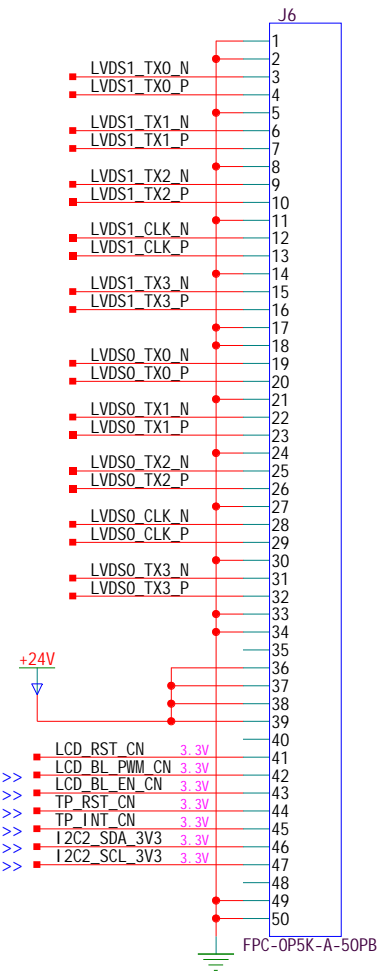 J6
1
2
LVDS1_TX0_N 3
LVDS1_TX0_P 4
5
LVDS1_TX1_N 6
LVDS1_TX1_P 7
8
LVDS1_TX2_N 9
LVDS1_TX2_P 10
11
LVDS1_CLK_N 12
LVDS1_CLK_P 13
14
LVDS1_TX3_N 15
LVDS1_TX3_P 16
17
18
LVDS0_TX0_N 19
LVDS0_TX0_P 20
21
LVDS0_TX1_N 22
LVDS0_TX1_P 23
24
LVDS0_TX2_N 25
LVDS0_TX2_P 26
27
LVDS0_CLK_N 28
LVDS0_CLK_P 29
30
LVDS0_TX3_N 31
LVDS0_TX3_P 32
33
34
35
+24V 36
37
38
39
40
LCD_RST_CN 3.3V 41
>> LCD_BL_PWM_CN 3.3V 42
>> LCD_BL_EN_CN 3.3V 43
>> TP_RST_CN 3.3V 44
>> TP_INT_CN 3.3V 45
>> I2C2_SDA_3V3 3.3V 46
>> I2C2_SCL_3V3 3.3V 47
48
49
50
FPC-0P5K-A-50PB